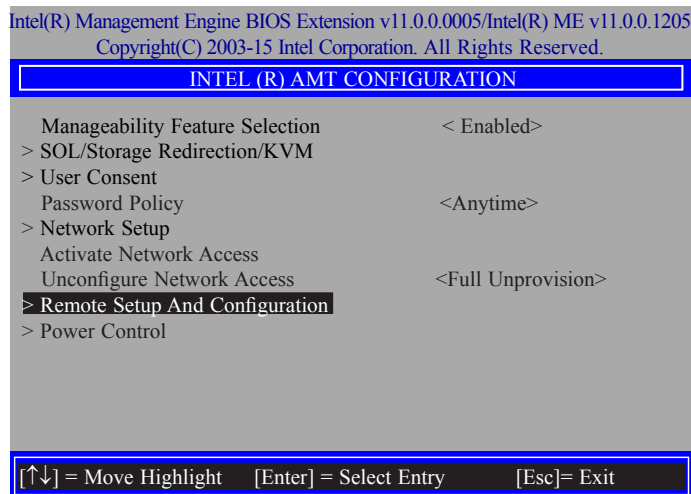 Intel(R) Management Engine BIOS Extension v11.0.0.0005/Intel(R) ME v11.0.0.1205
Copyright(C) 2003-15 Intel Corporation. All Rights Reserved.
INTEL (R) AMT CONFIGURATION
Manageability Feature Selection < Enabled>
> SOL/Storage Redirection/KVM
> User Consent
Password Policy <Anytime>
> Network Setup
Activate Network Access
Unconfigure Network Access <Full Unprovision>
> Remote Setup And Configuration
> Power Control
[↑↓] = Move Highlight [Enter] = Select Entry [Esc]= Exit